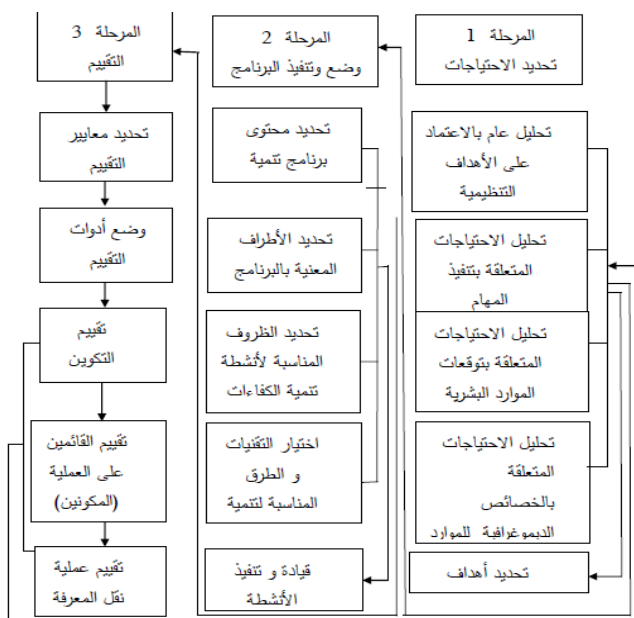 المرحلة 1
تحديد الاحتياجات
تحليل عام بالاعتماد
على الأهداف
التنظيمية
تحليل الاحتياجات
المتعلقة بتنفيذ
المهام
تحليل الاحتياجات
المتعلقة بتوقعات
الموارد البشرية
تحليل الاحتياجات
المتعلقة
بالخصائص
الديموغرافية للموارد
تحديد أهداف
المرحلة 2
وضع وتنفيذ البرنامج
تحديد محتوى
برنامج تنمية
تحديد الأطراف
المعنية بالبرنامج
تحديد الظروف
المناسبة لأنشطة
تنمية الكفاءات
اختيار التقنيات
و الطرق
المناسبة لتنمية
قيادة و تنفيذ
الأنشطة
المرحلة 3
التقييم
تحديد معايير
التقييم
وضع أدوات
التقييم
تقييم
التكوين
تقييم القائمين
على العملية
(المكونين)
تقييم عملية
نقل المعرفة